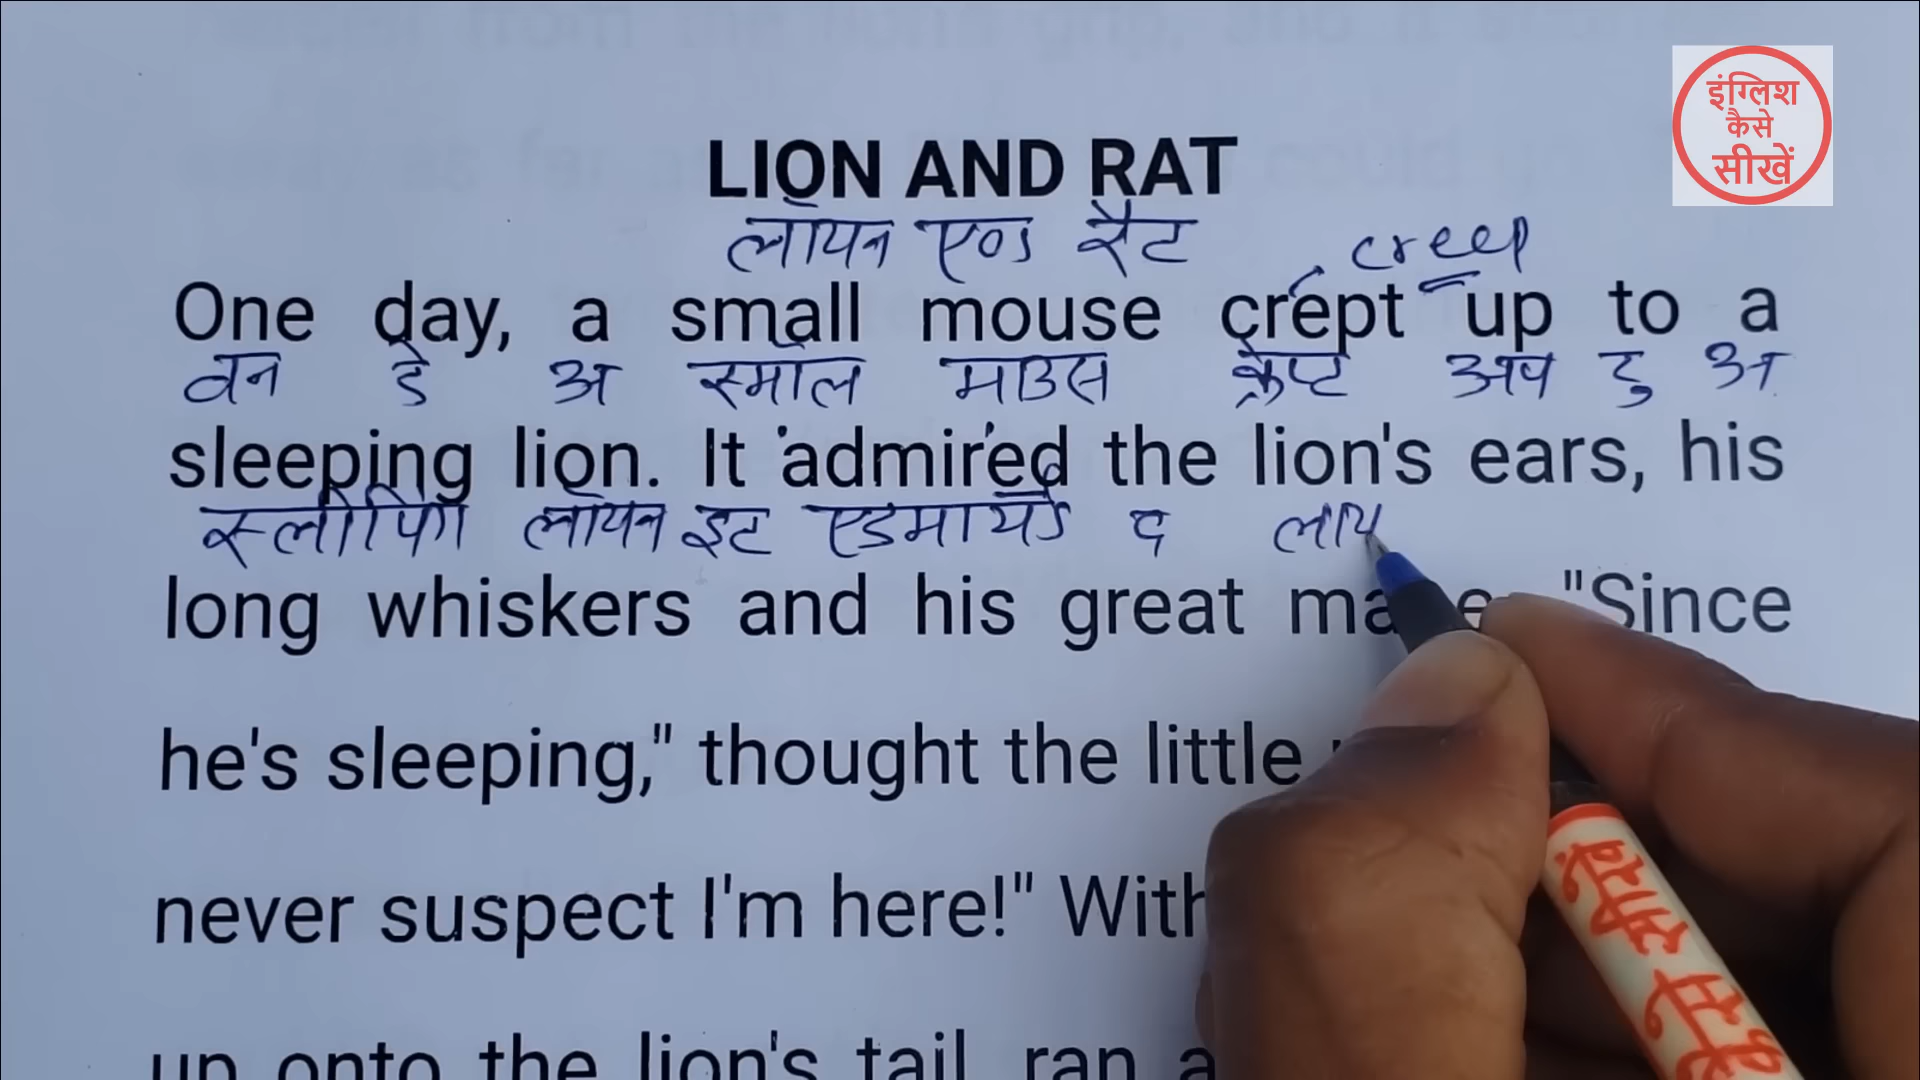 इंग्लिश
कैसे
सीखें
LION AND RAT
लॉयन एण्ड रैट
creep
One day, a small mouse crept up to a
वन डे अ स्मॉल माउस क्रेप्ट अप टु अ
sleeping lion. It admired the lion's ears, his
स्लीपिंग लॉयन इट एडमायर्ड द लाय
long whiskers and his great "Since
he's sleeping," thought the little
never suspect I'm here!" With
up onto the lion's tail, ran